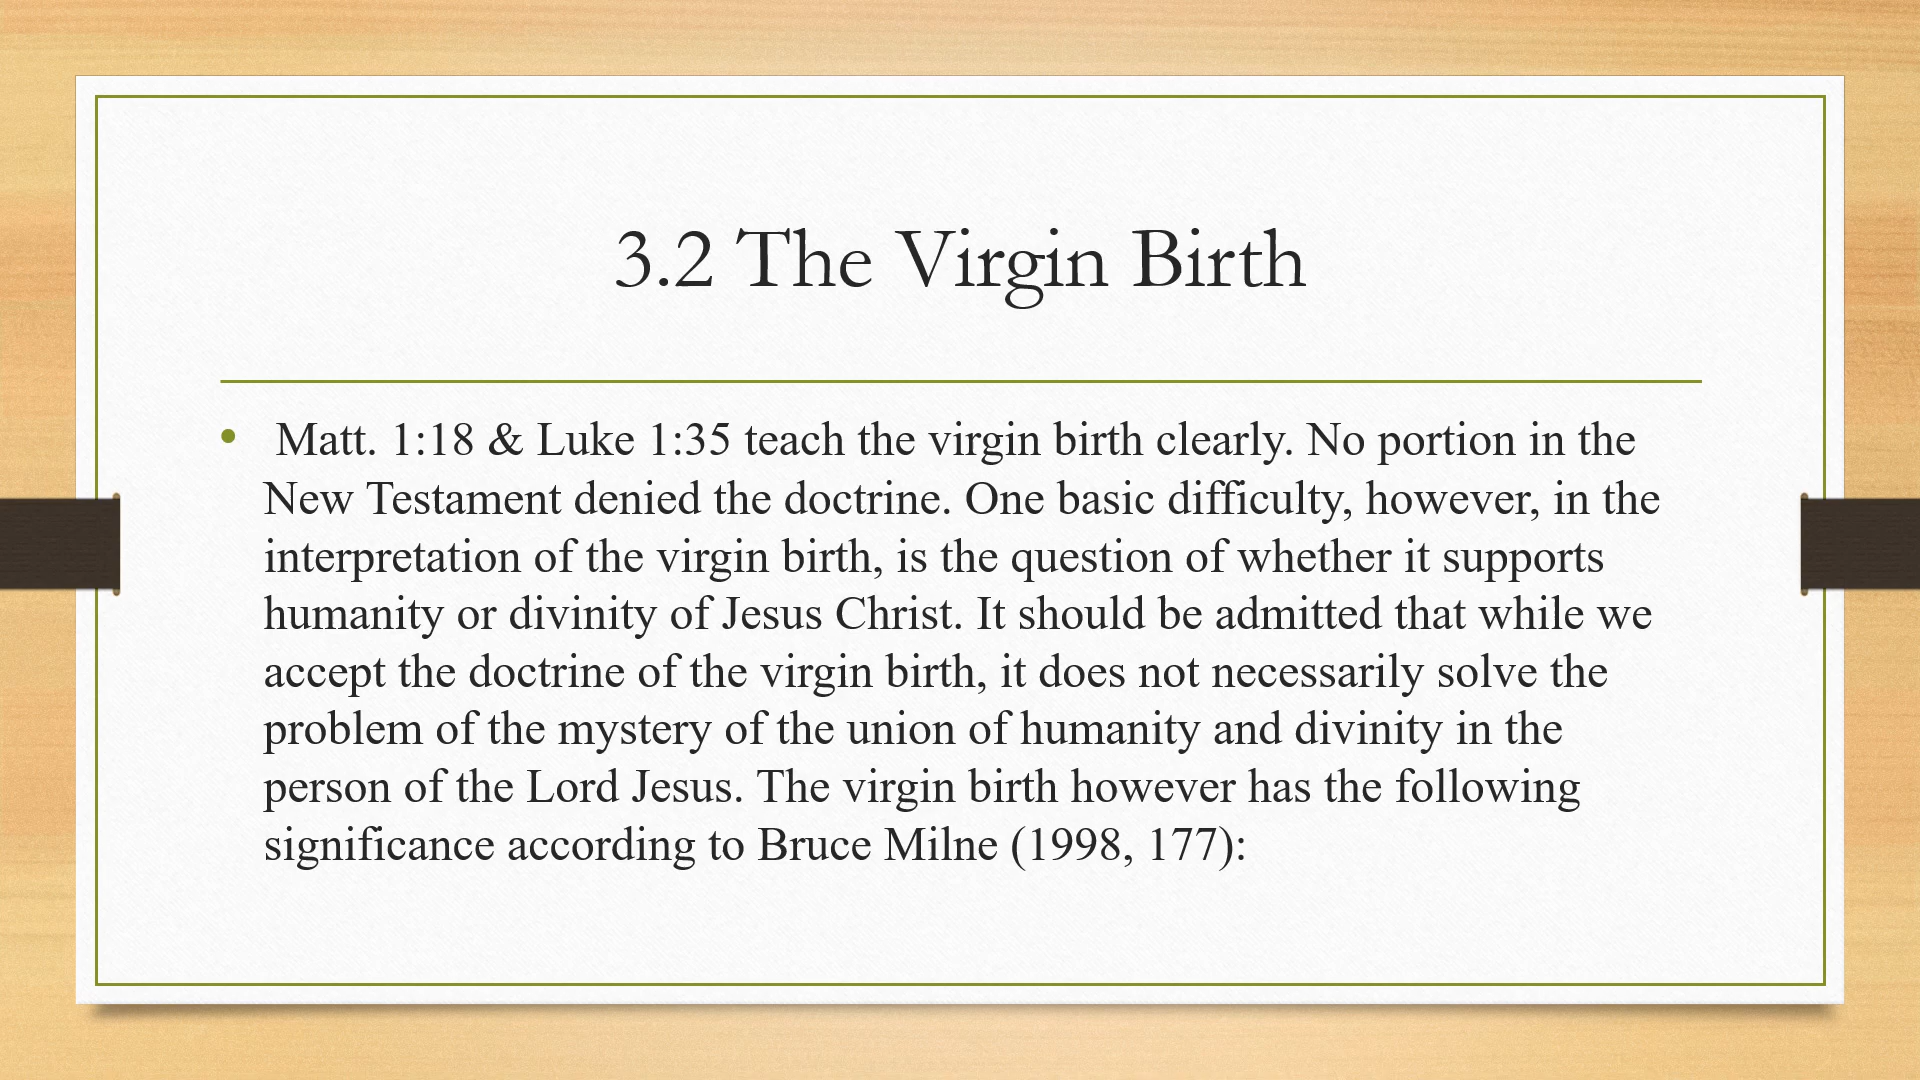 3.2 The Virgin Birth
• Matt. 1:18 & Luke 1:35 teach the virgin birth clearly. No portion in the
New Testament denied the doctrine. One basic difficulty, however, in the
interpretation of the virgin birth, is the question of whether it supports
humanity or divinity of Jesus Christ. It should be admitted that while we
accept the doctrine of the virgin birth, it does not necessarily solve the
problem of the mystery of the union of humanity and divinity in the
person of the Lord Jesus. The virgin birth however has the following
significance according to Bruce Milne (1998, 177):